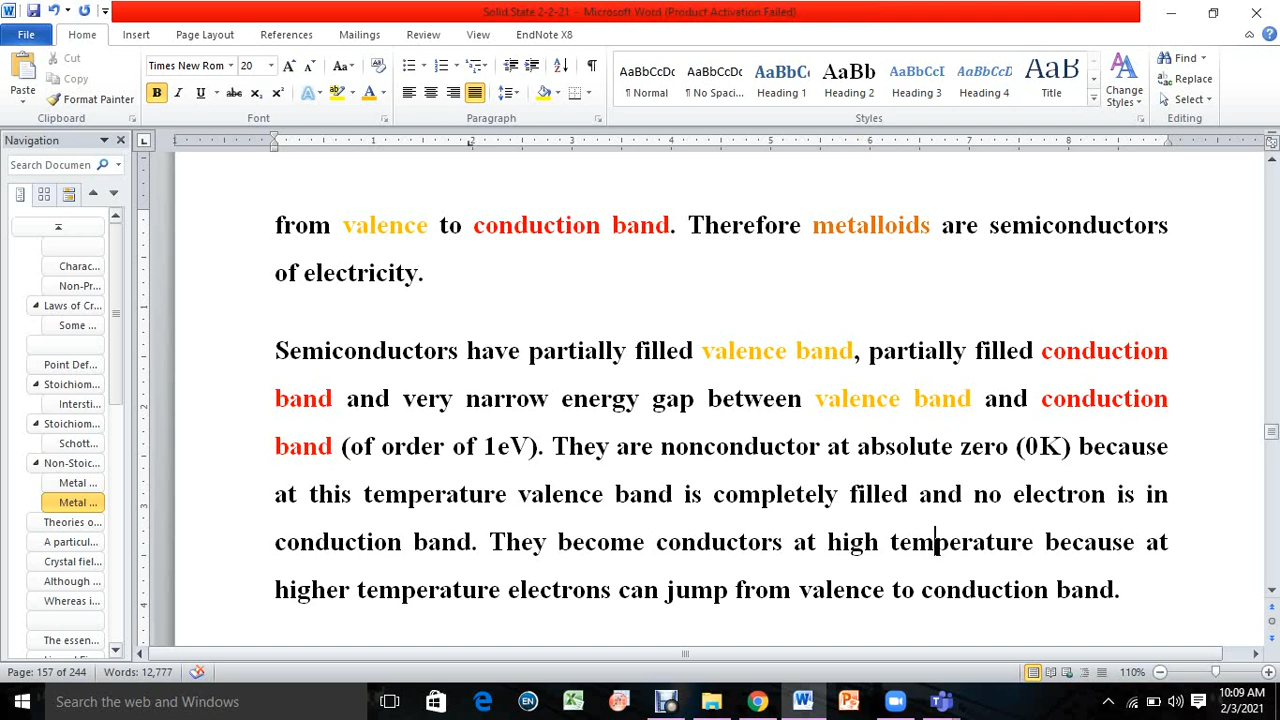 Solid State 2-2-21 - Microsoft Word (Product Activation Failed)
File Home Insert Page Layout References Mailings Review View EndNote X8
Paste
Cut
Copy
Format Painter
Clipboard
Times New Rom 20
Font
Paragraph
AaBbCcDc ¶ Normal
AaBbCcDc ¶ No Spaci...
AaBbCc Heading 1
AaBb Heading 2
AaBbCcI Heading 3
AaBbCcI Heading 4
AaB Title
Change Styles
Styles
Find
Replace
Select
Editing
Navigation
Search Documen
Charac...
Non-Pr...
Laws of Cr...
Some ...
Point Def...
Stoichiom...
Intersti...
Stoichiom...
Schott...
Non-Stoic...
Metal ...
Metal ...
Theories o...
A particul...
Crystal fiel...
Although ...
Whereas i...
The essen...
from valence to conduction band. Therefore metalloids are semiconductors
of electricity.
Semiconductors have partially filled valence band, partially filled conduction
band and very narrow energy gap between valence band and conduction
band (of order of 1eV). They are nonconductor at absolute zero (0K) because
at this temperature valence band is completely filled and no electron is in
conduction band. They become conductors at high temperature because at
higher temperature electrons can jump from valence to conduction band.
Page: 157 of 244 Words: 12,777 110%
Search the web and Windows
10:09 AM
2/3/2021